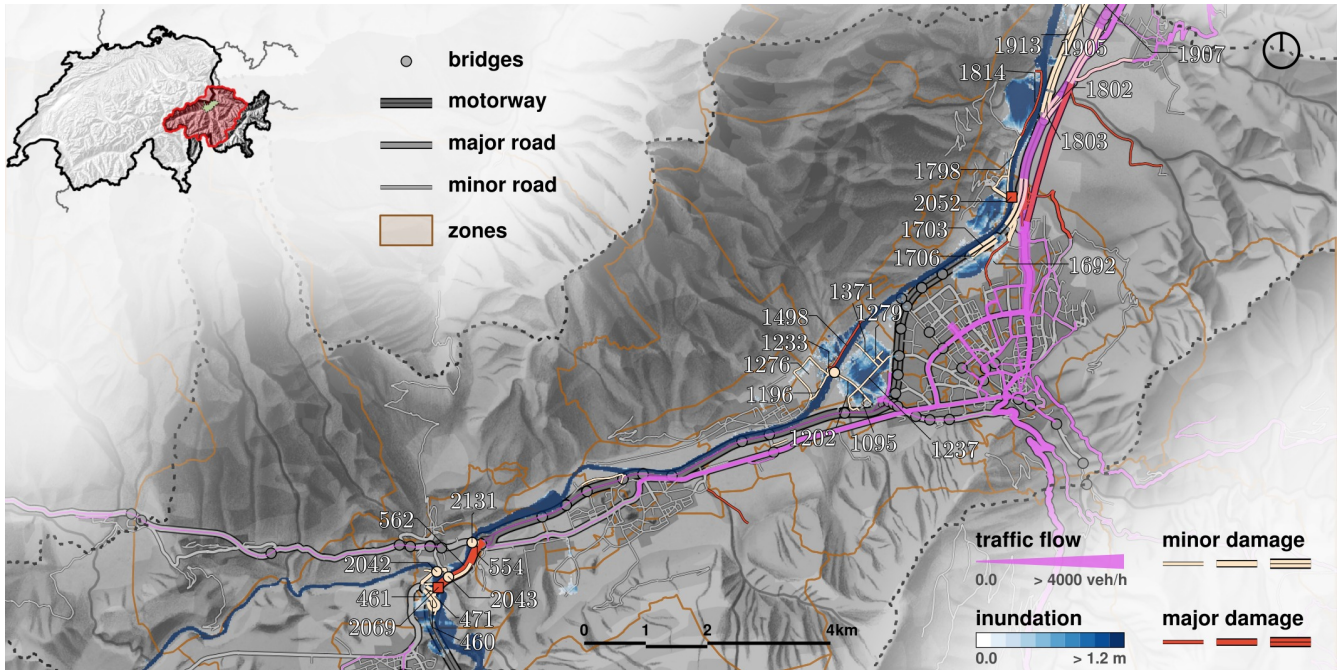 bridges
motorway
major road
minor road
zones
1913
1905
1907
1814
1802
1803
1798
2052
1703
1706
1692
1371
1279
1498
1233
1276
1196
1202
1095
1237
2131
562
2042
554
461
2043
471
2069
460
0 1 2 4km
traffic flow
0.0 > 4000 veh/h
inundation
0.0 > 1.2 m
minor damage
major damage